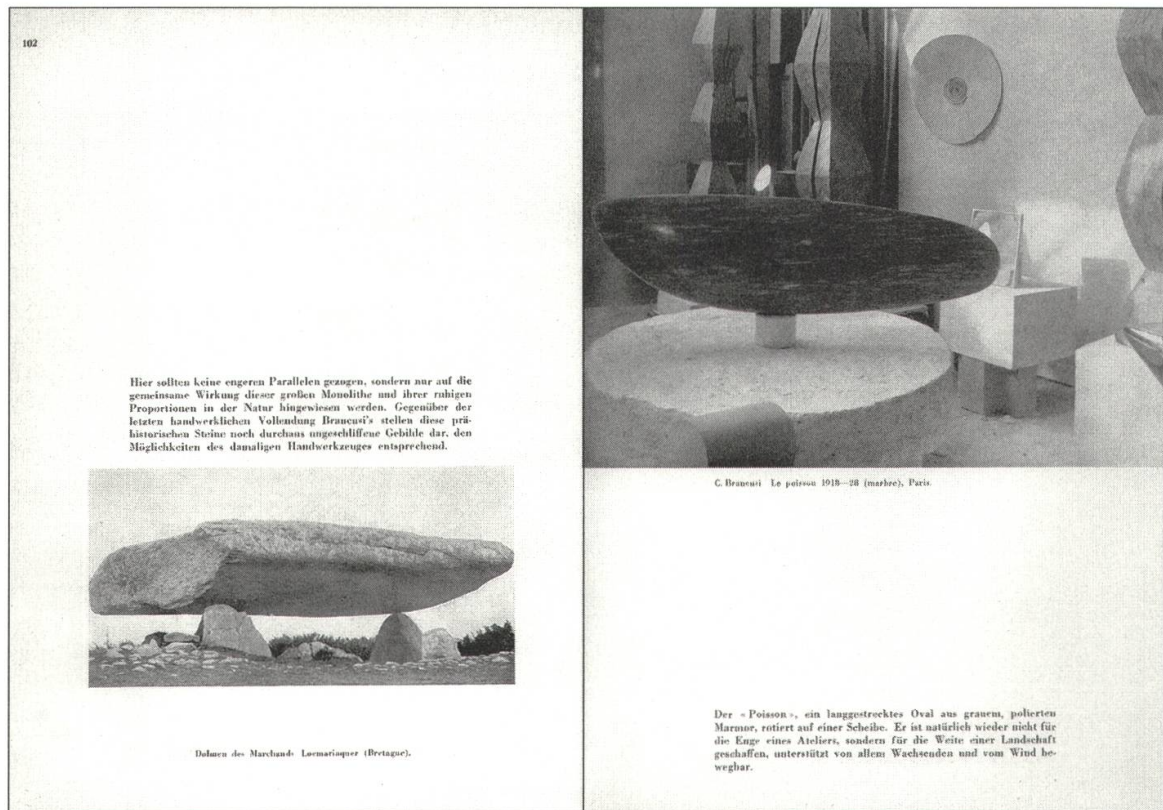 102
Hier sollten keine engeren Parallelen gezogen, sondern nur auf die
gemeinsame Wirkung dieser großen Monolithe und ihrer ruhigen
Proportionen in der Natur hingewiesen werden. Gegenüber der
letzten handwerklichen Vollendung Brancusi's stellen diese prä-
historischen Steine noch durchaus ungeschliffene Gebilde dar, den
Möglichkeiten des damaligen Handwerkzeuges entsprechend.
Dolmen des Marchands Locmariaquer (Bretagne).
C. Brancusi Le poisson 1918—28 (marbre), Paris.
Der «Poisson», ein langgestrecktes Oval aus grauem, polierten
Marmor, rotiert auf einer Scheibe. Er ist natürlich wieder nicht für
die Enge eines Ateliers, sondern für die Weite einer Landschaft
geschaffen, unterstützt von allem Wachsenden und vom Wind be-
wegbar.